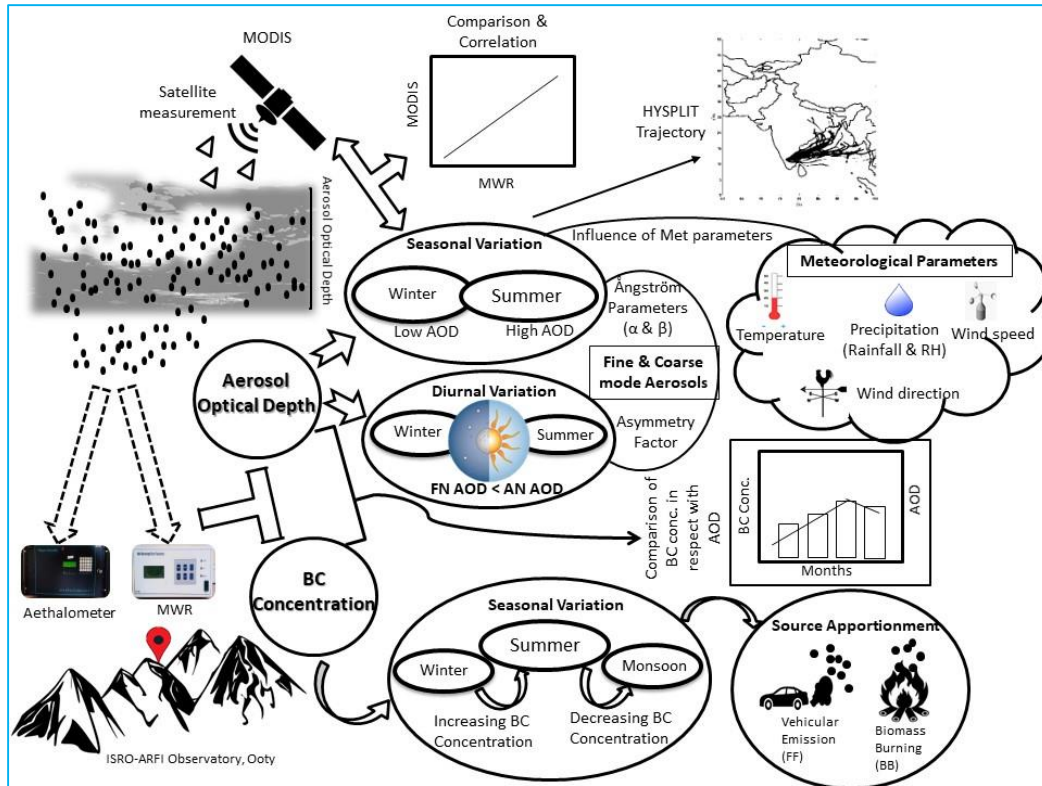 MODIS
Satellite
measurement
Comparison &
Correlation
MODIS
MWR
HYSPLIT
Trajectory
Aerosol Optical Depth
Seasonal Variation
Winter
Summer
Low AOD
High AOD
Influence of Met parameters
Ångström
Parameters
(α & β)
Fine & Coarse
mode Aerosols
Asymmetry
Factor
Meteorological Parameters
Temperature
Precipitation
(Rainfall & RH)
Wind speed
Wind direction
Aerosol
Optical Depth
Diurnal Variation
Winter
Summer
FN AOD < AN AOD
Comparison of
BC conc. in
respect with
AOD
BC Conc.
AOD
Months
Aethalometer
MWR
BC
Concentration
ISRO-ARFI Observatory, Ooty
Seasonal Variation
Winter
Summer
Monsoon
Increasing BC
Concentration
Decreasing BC
Concentration
Source Apportionment
Vehicular
Emission
(FF)
Biomass
Burning
(BB)